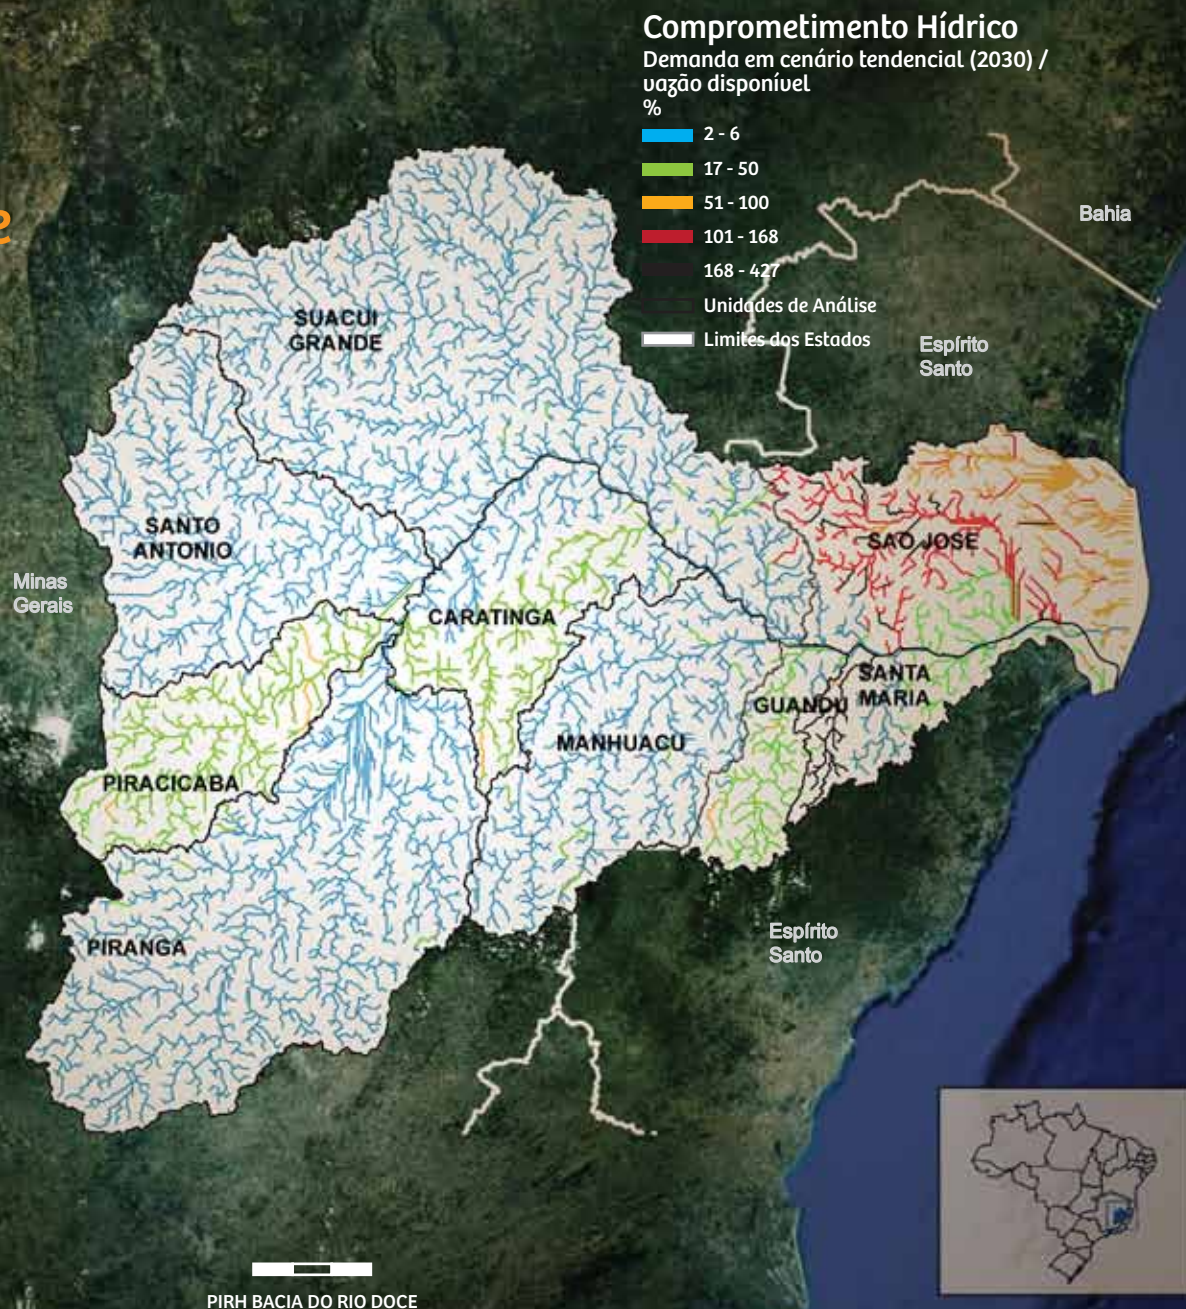 Comprometimento Hídrico
Demanda em cenário tendencial (2030) /
vazão disponível
%
2 - 6
17 - 50
51 - 100
101 - 168
168 - 427
Unidades de Análise
Limites dos Estados
Bahia
Espírito
Santo
e
SUACUI
GRANDE
SANTO
ANTONIO
SAO JOSE
Minas
Gerais
CARATINGA
SANTA
MARIA
GUANDU
MANHUACU
PIRACICABA
PIRANGA
Espírito
Santo
PIRH BACIA DO RIO DOCE